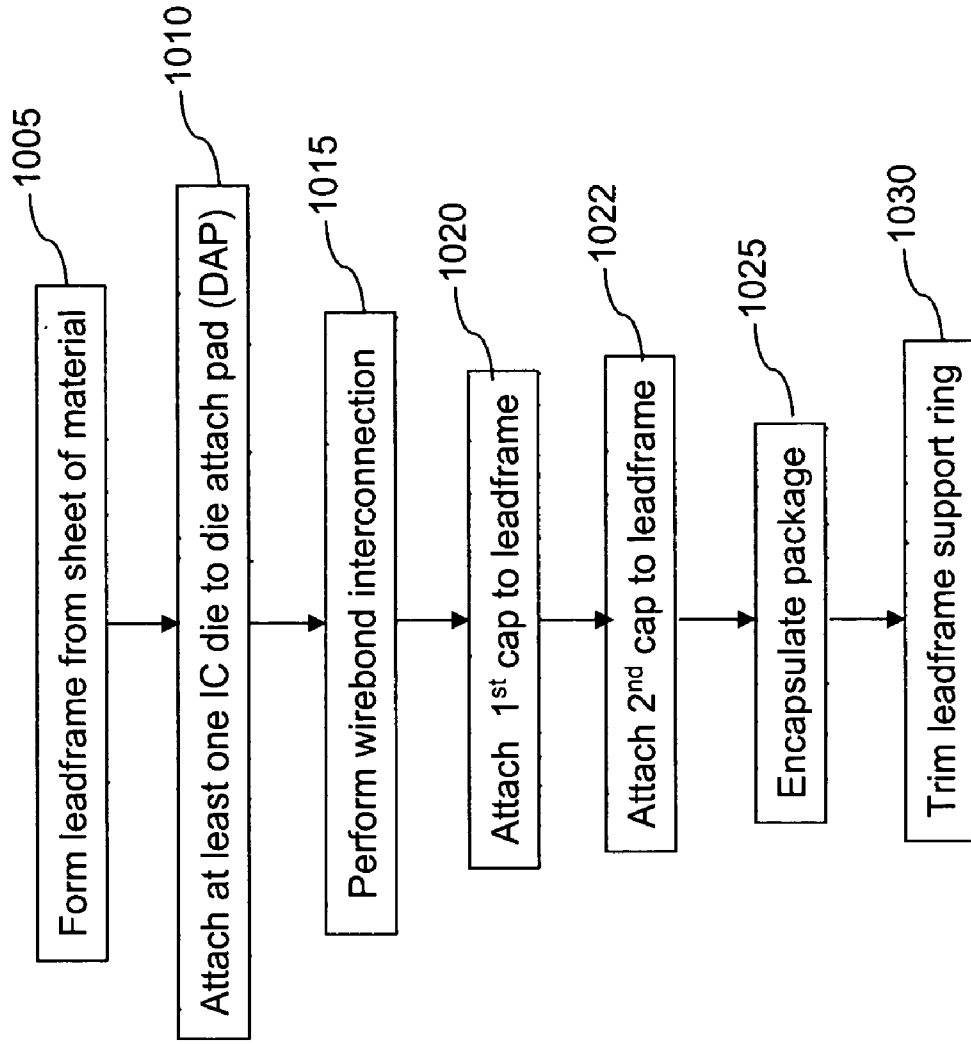 1005
Form leadframe from sheet of material
1010
Attach at least one IC die to die attach pad (DAP)
1015
Perform wirebond interconnection
1020
Attach 1st cap to leadframe
1022
Attach 2nd cap to leadframe
1025
Encapsulate package
1030
Trim leadframe support ring